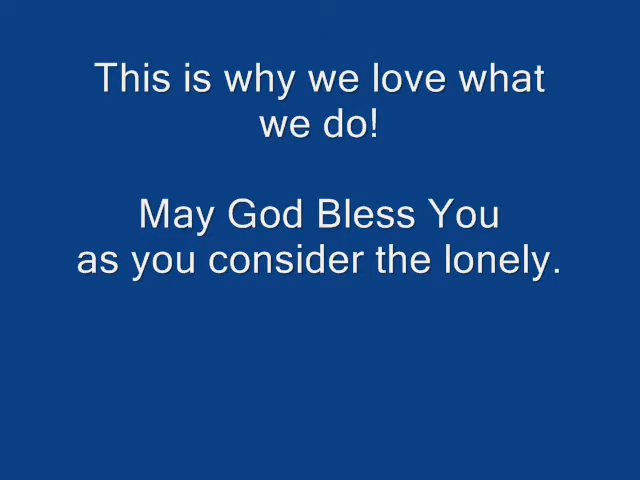 This is why we love what
we do!
May God Bless You
as you consider the lonely.